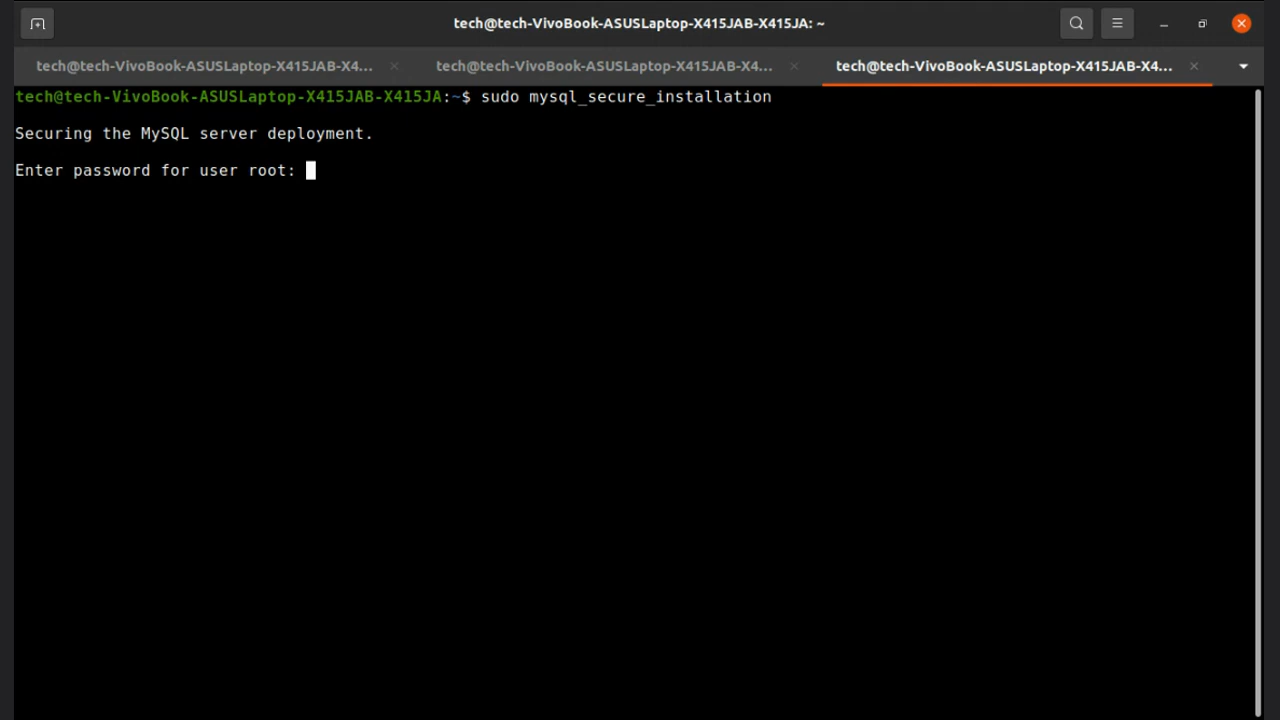 tech@tech-VivoBook-ASUSLaptop-X415JAB-X415JA: ~
tech@tech-VivoBook-ASUSLaptop-X415JAB-X4... tech@tech-VivoBook-ASUSLaptop-X415JAB-X4... tech@tech-VivoBook-ASUSLaptop-X415JAB-X4...
tech@tech-VivoBook-ASUSLaptop-X415JAB-X415JA:~$ sudo mysql_secure_installation
Securing the MySQL server deployment.
Enter password for user root: